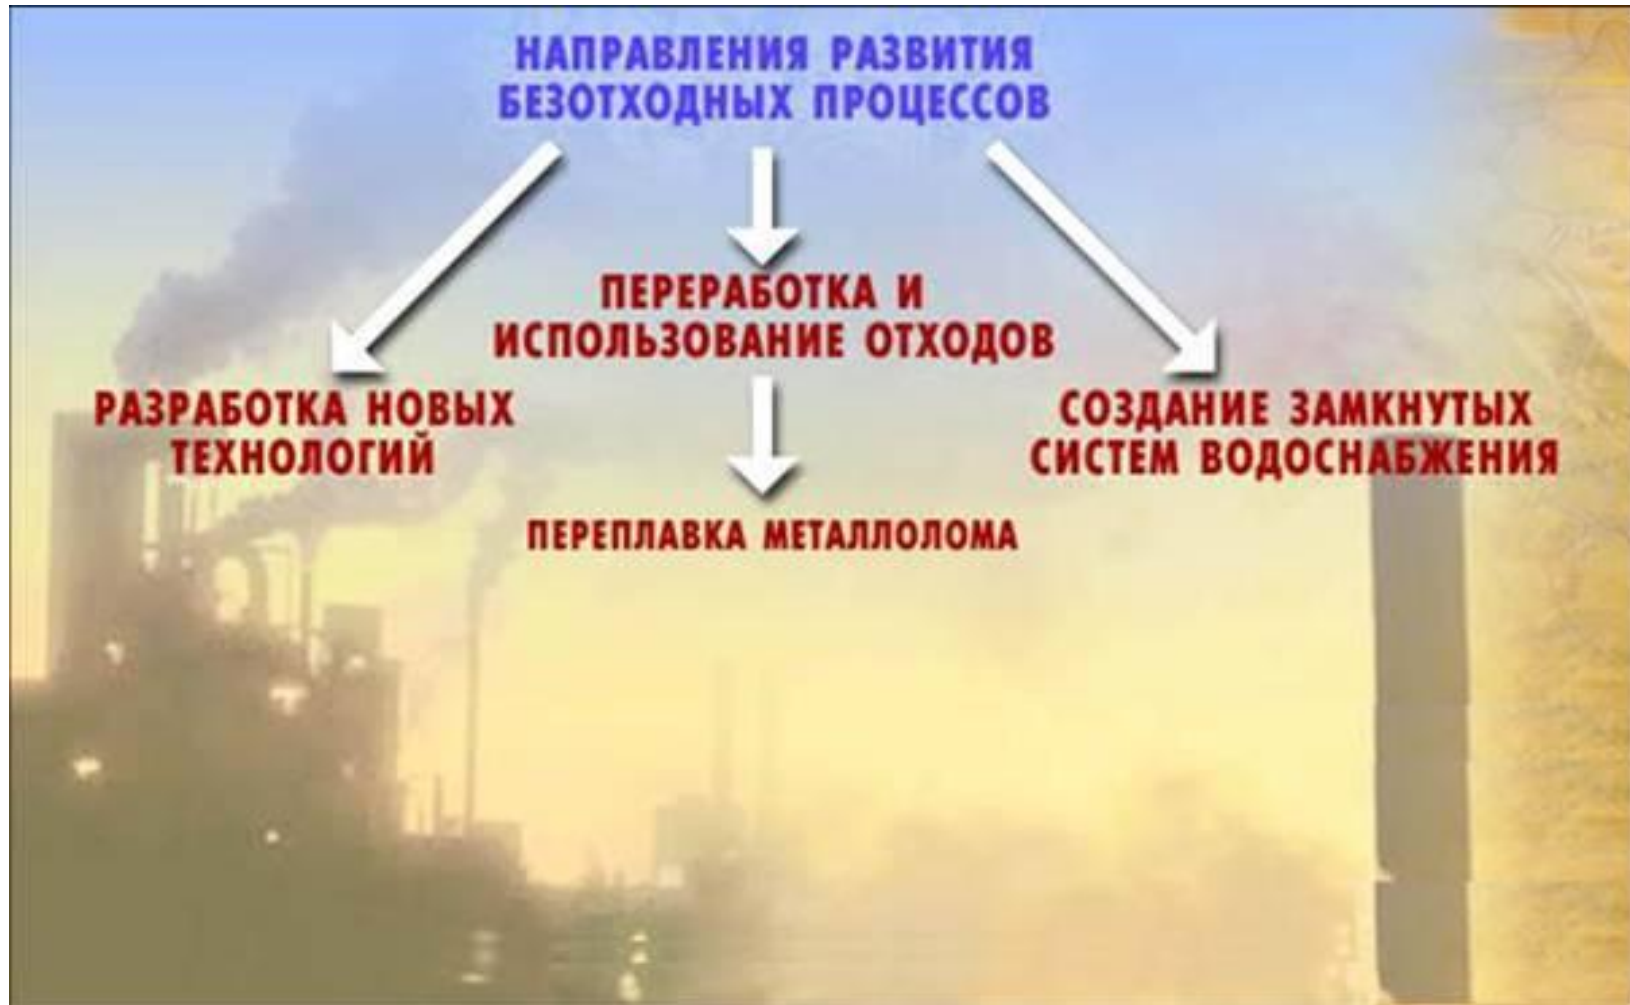 НАПРАВЛЕНИЯ РАЗВИТИЯ
БЕЗОТХОДНЫХ ПРОЦЕССОВ
ПЕРЕРАБОТКА И
ИСПОЛЬЗОВАНИЕ ОТХОДОВ
РАЗРАБОТКА НОВЫХ
ТЕХНОЛОГИЙ
СОЗДАНИЕ ЗАМКНУТЫХ
СИСТЕМ ВОДОСНАБЖЕНИЯ
ПЕРЕПЛАВКА МЕТАЛЛОЛОМА